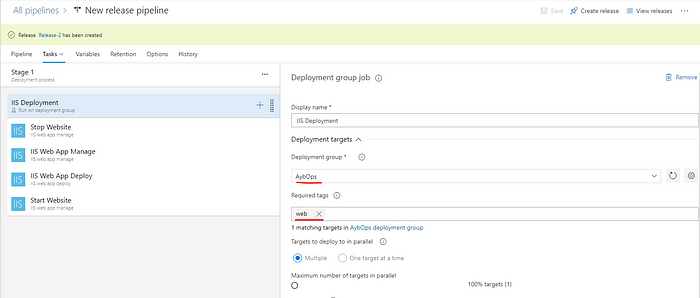 All pipelines > New release pipeline
Save Create release View releases ...
Release Release-2 has been created
Pipeline Tasks Variables Retention Options History
Stage 1
Deployment process
...
IIS Deployment
Run on deployment group
IIS
Stop Website
IIS web app manage
IIS
IIS Web App Manage
IIS web app manage
IIS
IIS Web App Deploy
IIS web app deploy
IIS
Start Website
IIS web app manage
Deployment group job
Remove
Display name *
IIS Deployment
Deployment targets
Deployment group *
AybOps
Required tags
web
1 matching targets in AybOps deployment group
Targets to deploy to in parallel
Multiple One target at a time
Maximum number of targets in parallel
100% targets (1)